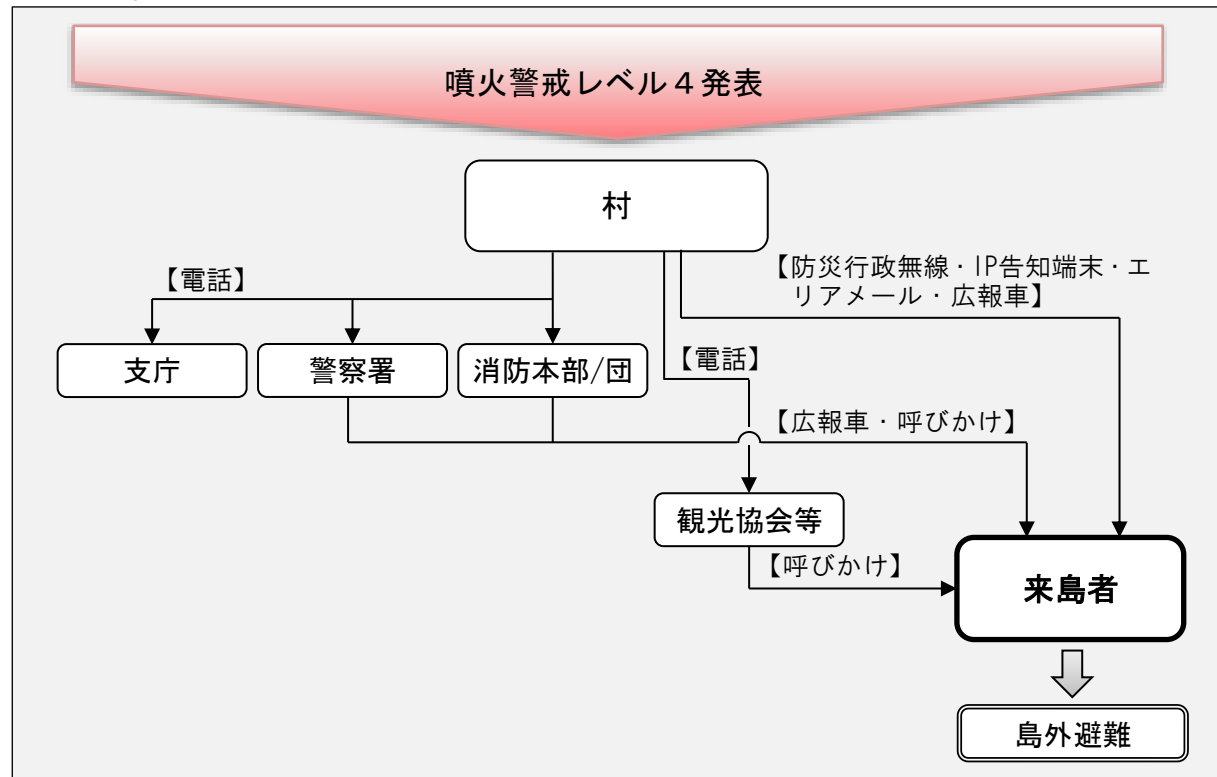 噴火警戒レベル４発表
村
【電話】
【防災行政無線・IP告知端末・エ
リアメール・広報車】
支庁
警察署
消防本部/団
【電話】
【広報車・呼びかけ】
観光協会等
【呼びかけ】
来島者
島外避難